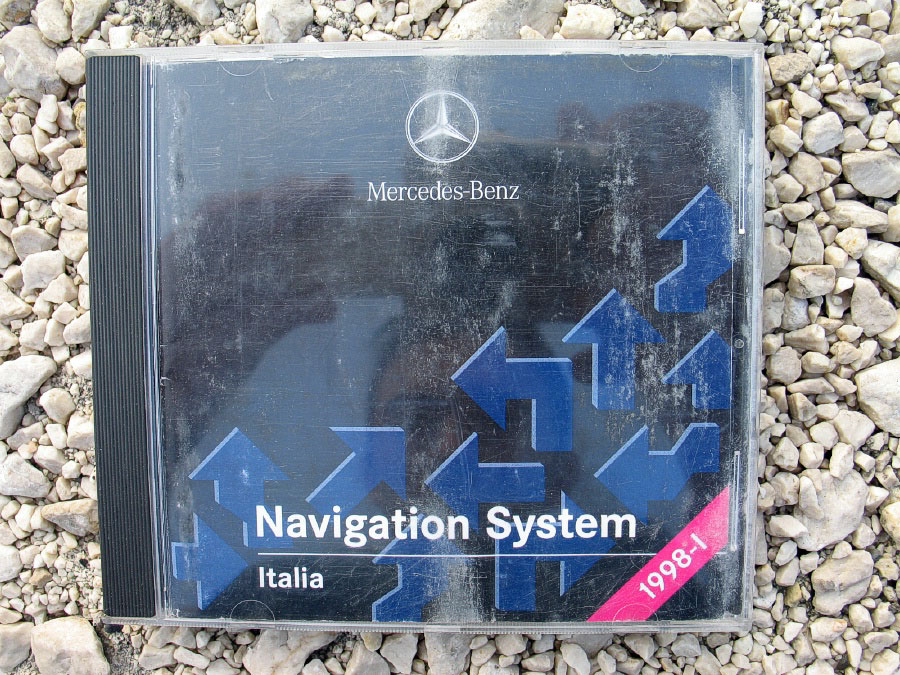 Mercedes-Benz
Navigation System
Italia
1998-I